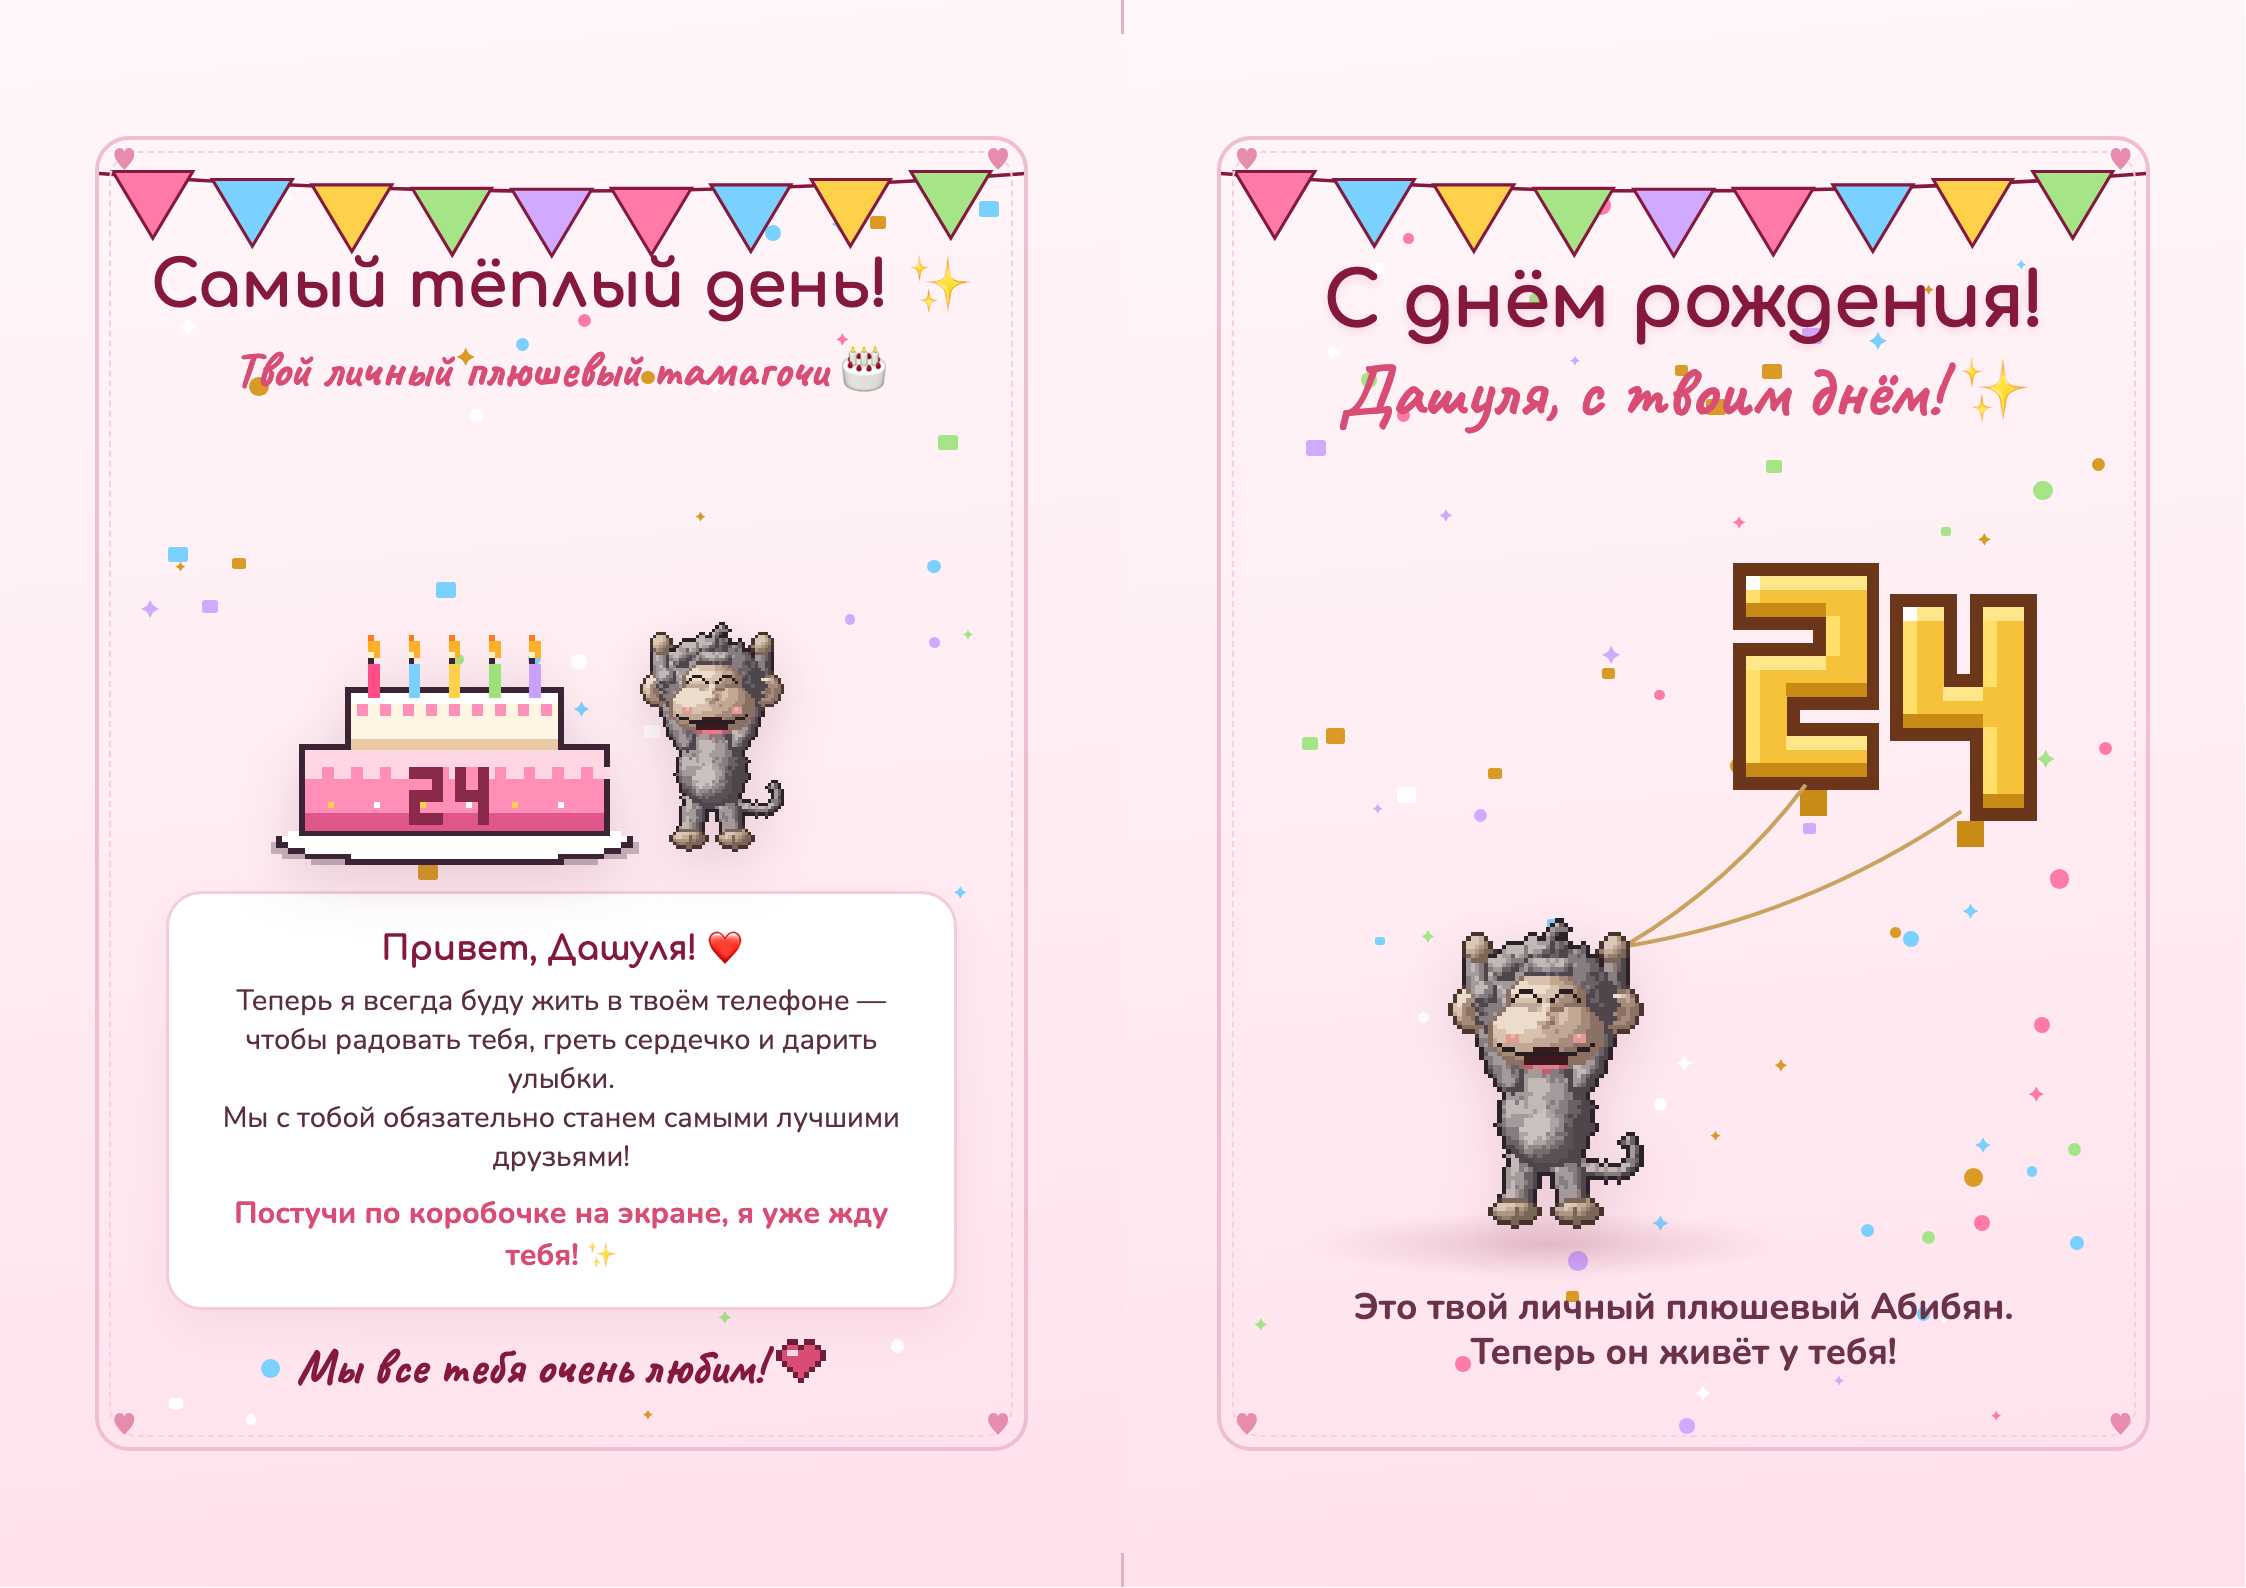 Самый тёплый день! ✨
Твой личный плюшевый тамагочи 🎂
24
Привет, Дашуля! ❤️
Теперь я всегда буду жить в твоём телефоне —
чтобы радовать тебя, греть сердечко и дарить
улыбки.
Мы с тобой обязательно станем самыми лучшими
друзьями!
Постучи по коробочке на экране, я уже жду
тебя! ✨
Мы все тебя очень любим!
С днём рождения!
Дашуля, с твоим днём! ✨
24
Это твой личный плюшевый Абибян.
Теперь он живёт у тебя!